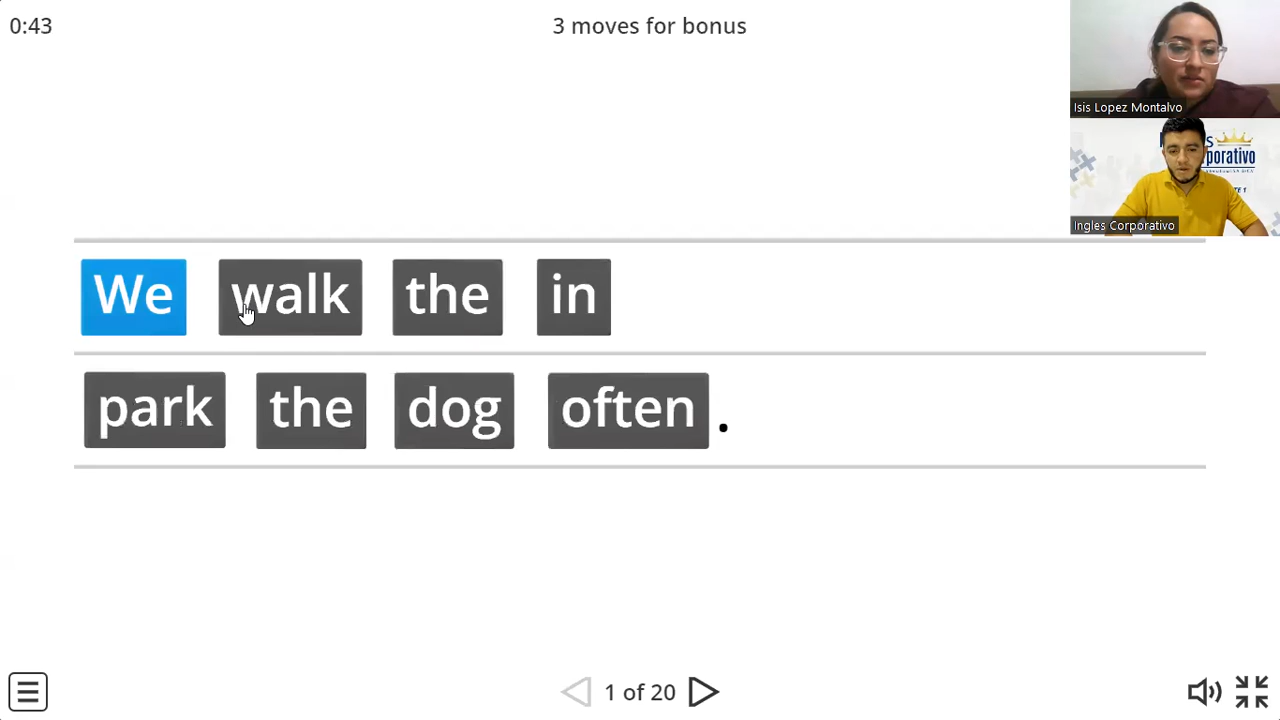 0:43
3 moves for bonus
Isis Lopez Montalvo
Ingles Corporativo
We walk the in
park the dog often .
1 of 20